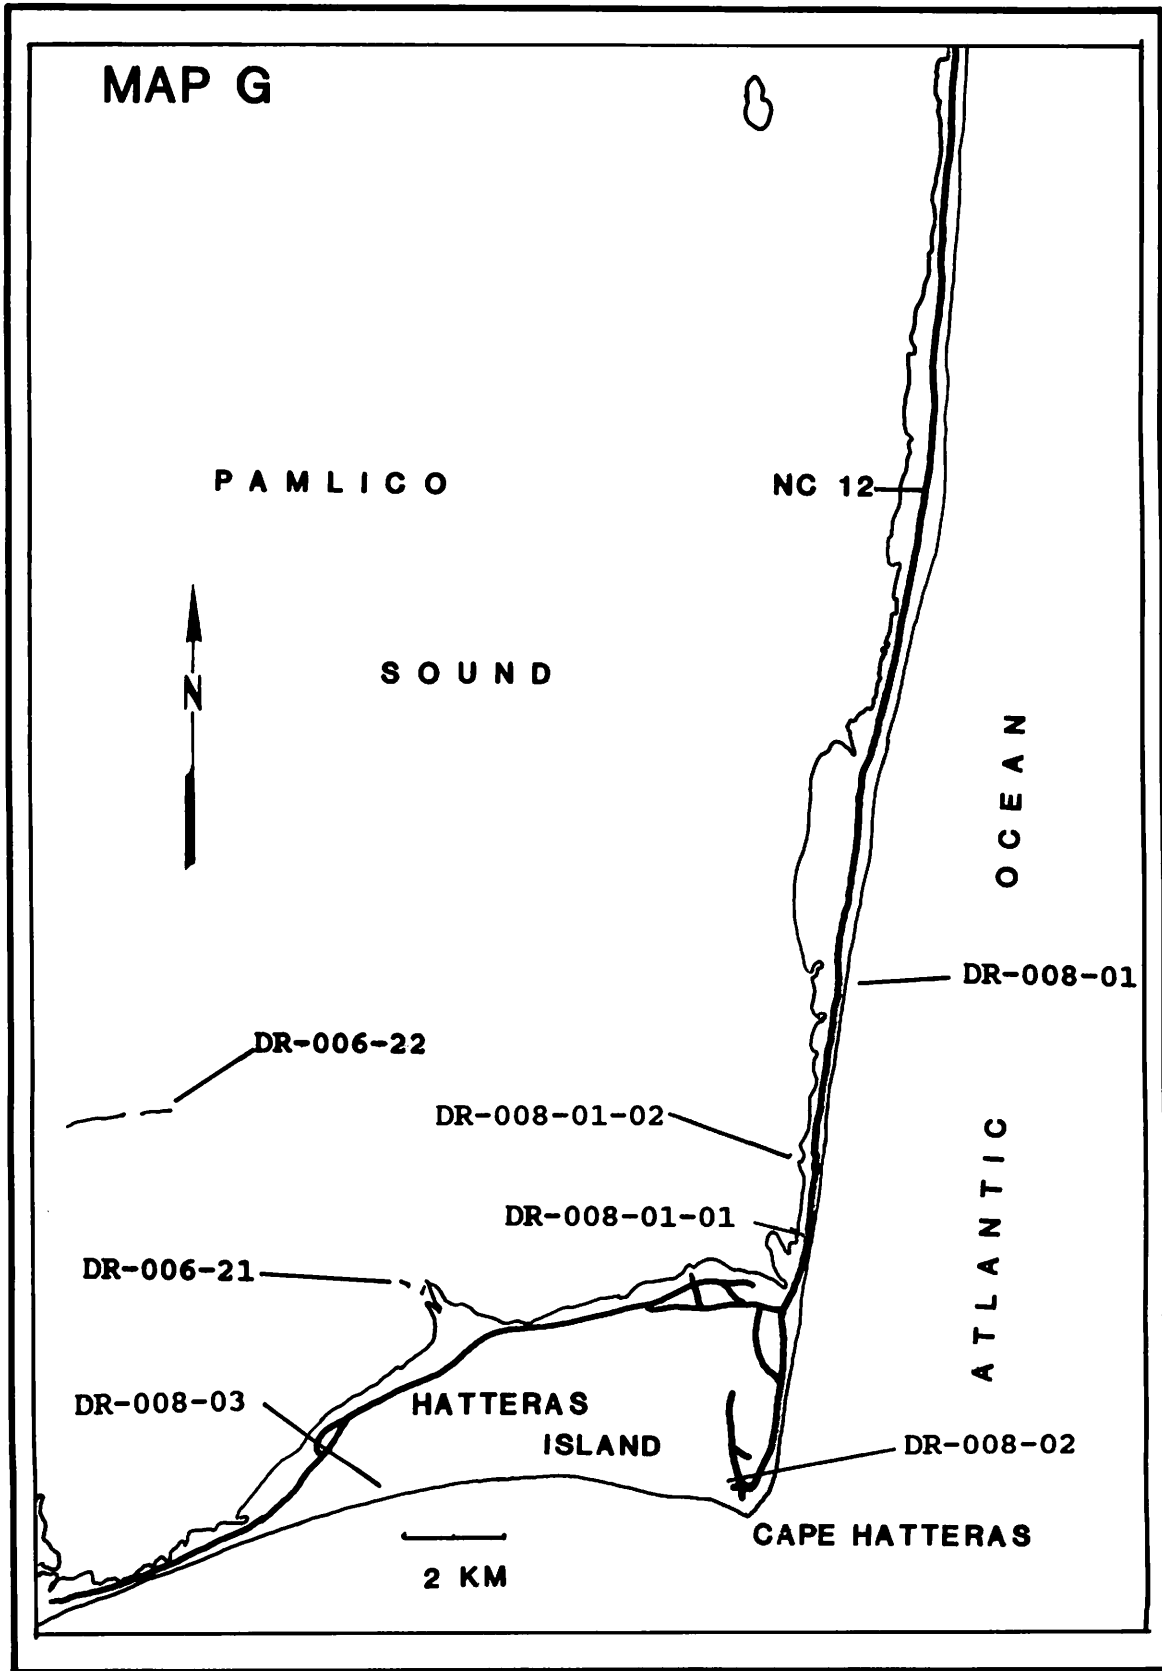 MAP G
PAMLICO
NC 12
SOUND
N
ATLANTIC OCEAN
DR-008-01
DR-006-22
DR-008-01-02
DR-008-01-01
DR-006-21
DR-008-03
HATTERAS
ISLAND
DR-008-02
CAPE HATTERAS
2 KM